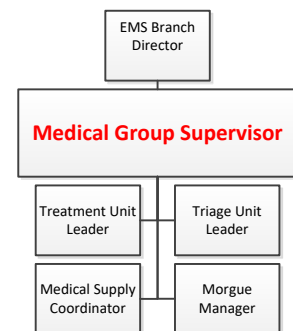 EMS Branch
Director
Medical Group Supervisor
Treatment Unit
Leader
Triage Unit
Leader
Medical Supply
Coordinator
Morgue
Manager